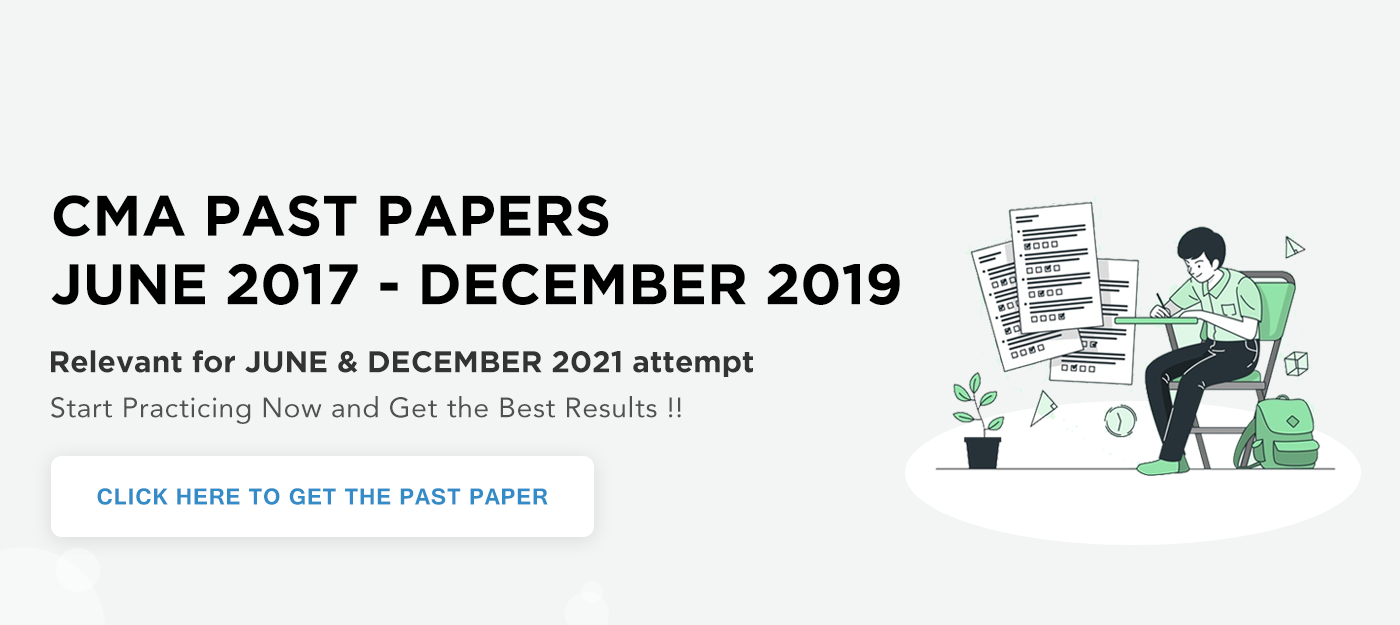 CMA PAST PAPERS
JUNE 2017 - DECEMBER 2019
Relevant for JUNE & DECEMBER 2021 attempt
Start Practicing Now and Get the Best Results !!
CLICK HERE TO GET THE PAST PAPER